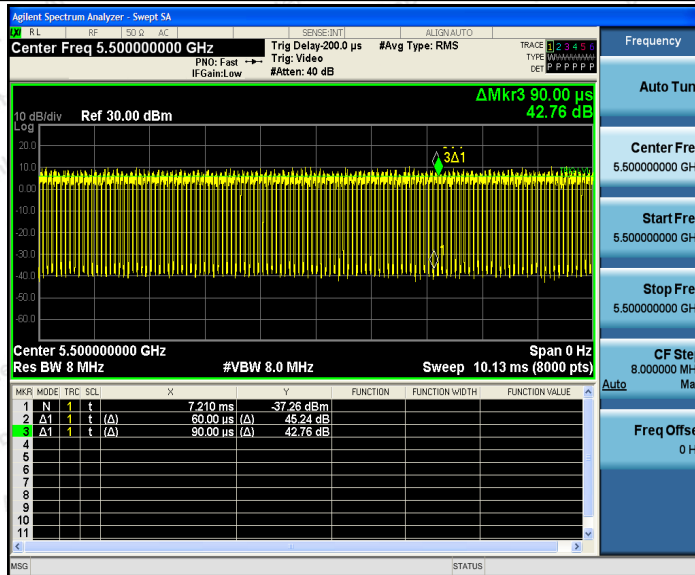 Agilent Spectrum Analyzer - Swept SA
RL RF 50 Ω AC SENSE:INT ALIGNAUTO
Center Freq 5.500000000 GHz
PNO: Fast
IFGain:Low
Trig Delay-200.0 µs
Trig: Video
#Atten: 40 dB
#Avg Type: RMS
TRACE 1 2 3 4 5 6
TYPE
DET P P P P P P
ΔMkr3 90.00 µs
42.76 dB
10 dB/div Ref 30.00 dBm
Log
20.0
10.0
0.00
-10.0
-20.0
-30.0
-40.0
-50.0
-60.0
3Δ1
1
Center 5.500000000 GHz Span 0 Hz
Res BW 8 MHz #VBW 8.0 MHz Sweep 10.13 ms (8000 pts)
MKR MODE TRC SCL X Y FUNCTION FUNCTION WIDTH FUNCTION VALUE
1 N 1 t 7.210 ms -37.26 dBm
2 Δ1 1 t (Δ) 60.00 µs (Δ) 45.24 dB
3 Δ1 1 t (Δ) 90.00 µs (Δ) 42.76 dB
4
5
6
7
8
9
10
11
MSG STATUS
Frequency
Auto Tun
Center Fre
5.500000000 GH
Start Fre
5.500000000 GH
Stop Fre
5.500000000 GH
CF Ste
8.000000 MH
Auto Ma
Freq Offse
0 H